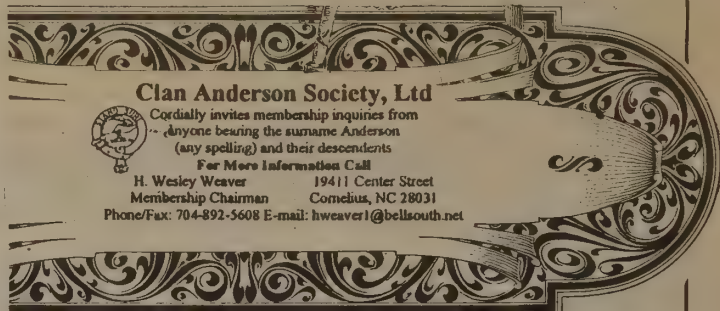 Clan Anderson Society, Ltd
Cordially invites membership inquiries from
anyone bearing the surname Anderson
(any spelling) and their descendents
For More Information Call
H. Wesley Weaver 19411 Center Street
Membership Chairman Cornelius, NC 28031
Phone/Fax: 704-892-5608 E-mail: hweaver1@bellsouth.net
STAND SURE